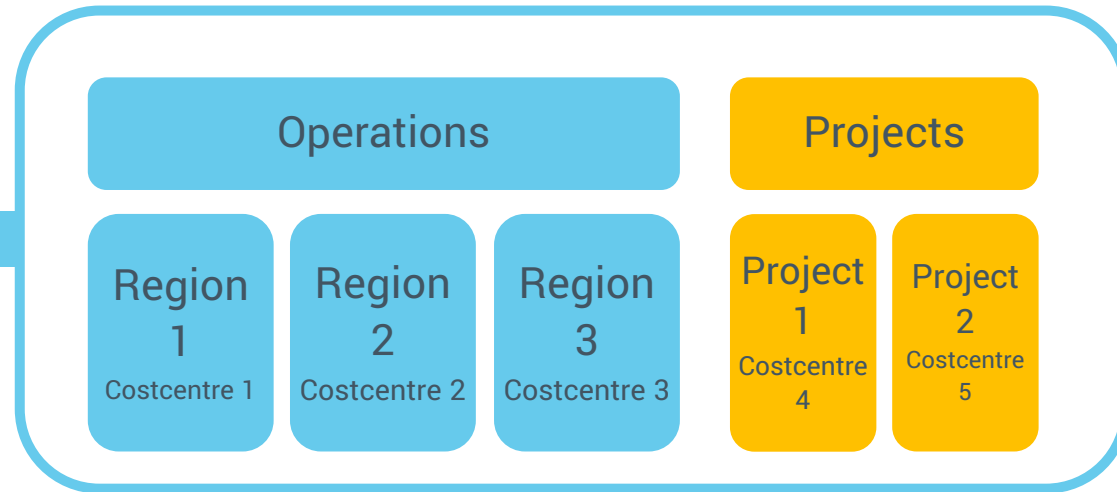 Operations
Projects
Region
1
Costcentre 1
Region
2
Costcentre 2
Region
3
Costcentre 3
Project
1
Costcentre
4
Project
2
Costcentre
5